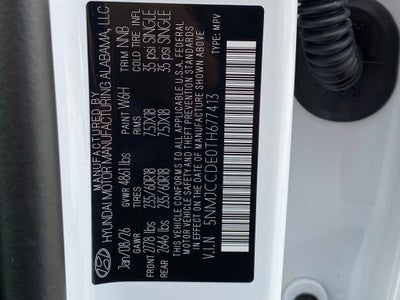 MANUFACTURED BY
HYUNDAI MOTOR MANUFACTURING ALABAMA, LLC
Jan/08/26 GVWR 4861 lbs PAINT W6H TRIM NNB
GAWR TIRES RIMS COLD TIRE INFL
FRONT 2778 lbs 235/60R18 7.5JX18 35 psi SINGLE
REAR 2646 lbs 235/60R18 7.5JX18 35 psi SINGLE
THIS VEHICLE CONFORMS TO ALL APPLICABLE U.S.A. FEDERAL
MOTOR VEHICLE SAFETY, BUMPER, AND
THEFT PREVENTION STANDARDS
IN EFFECT ON THE DATE OF MANUFACTURE SHOWN ABOVE
V.I.N 5NMJCCDE0TH677413 TYPE: MPV